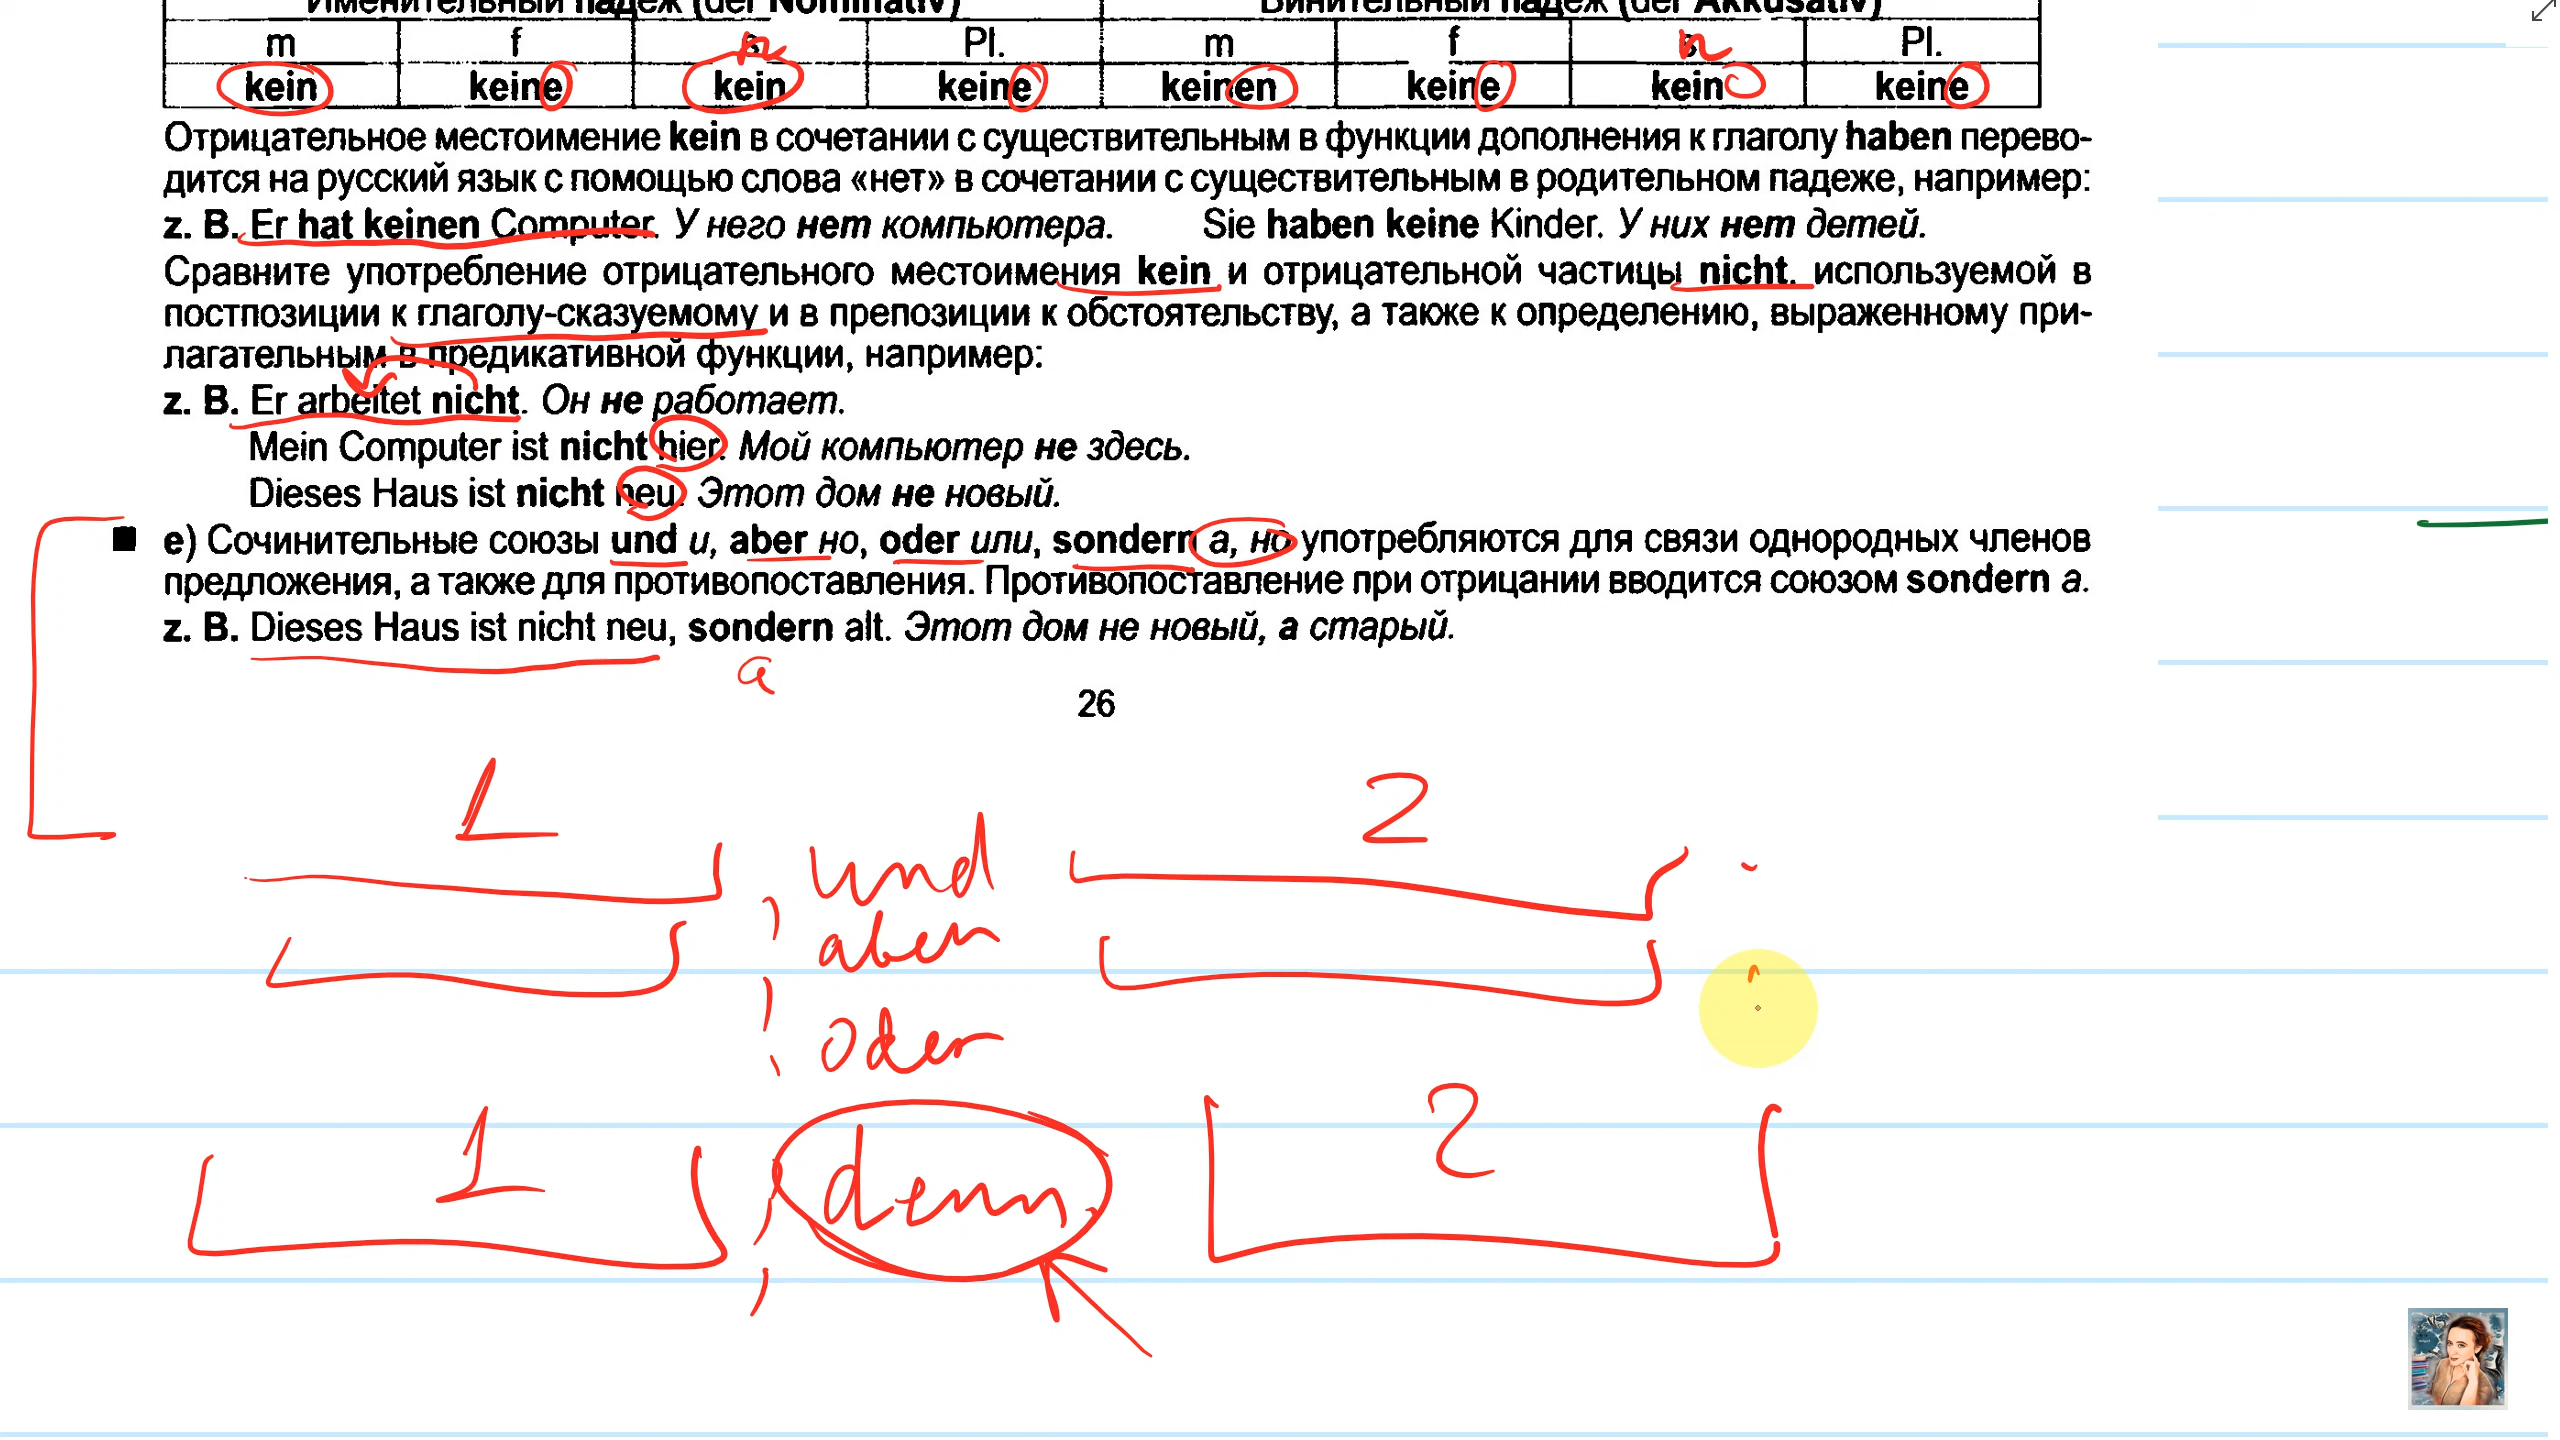 Именительный падеж (der Nominativ) Винительный падеж (der Akkusativ)
m f n Pl. m f n Pl.
kein keine kein keine keinen keine kein keine
Отрицательное местоимение kein в сочетании с существительным в функции дополнения к глаголу haben перево-
дится на русский язык с помощью слова «нет» в сочетании с существительным в родительном падеже, например:
z. B. Er hat keinen Computer. У него нет компьютера. Sie haben keine Kinder. У них нет детей.
Сравните употребление отрицательного местоимения kein и отрицательной частицы nicht, используемой в
постпозиции к глаголу-сказуемому и в препозиции к обстоятельству, а также к определению, выраженному при-
лагательным в предикативной функции, например:
z. B. Er arbeitet nicht. Он не работает.
Mein Computer ist nicht hier. Мой компьютер не здесь.
Dieses Haus ist nicht neu. Этот дом не новый.
■ e) Сочинительные союзы und и, aber но, oder или, sondern а, но употребляются для связи однородных членов
предложения, а также для противопоставления. Противопоставление при отрицании вводится союзом sondern а.
z. B. Dieses Haus ist nicht neu, sondern alt. Этот дом не новый, а старый.
а
26
1 2
und
, aber
, oder
1 2
, denn